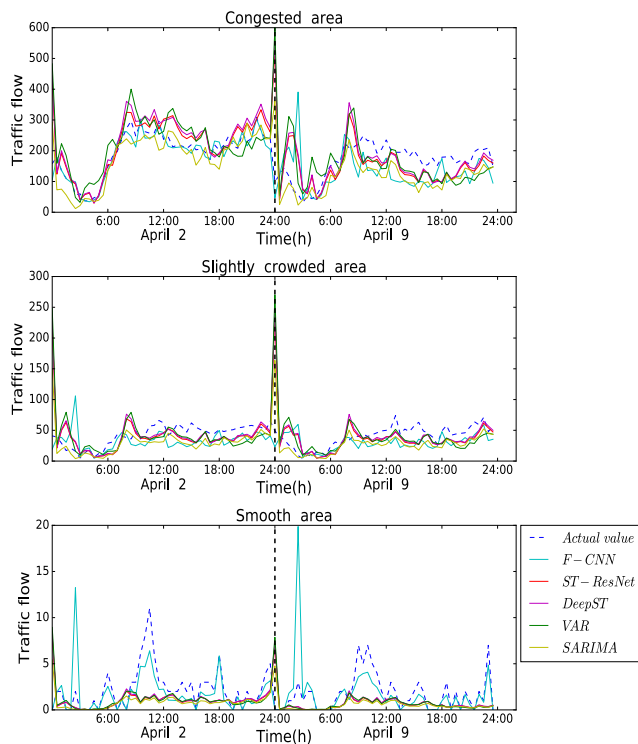 Congested area
600
500
400
300
200
100
0
Traffic flow
6:00 12:00 18:00 24:00 6:00 12:00 18:00 24:00
April 2 Time(h) April 9
Slightly crowded area
300
250
200
150
100
50
0
Traffic flow
6:00 12:00 18:00 24:00 6:00 12:00 18:00 24:00
April 2 Time(h) April 9
Smooth area
20
15
10
5
0
Traffic flow
6:00 12:00 18:00 24:00 6:00 12:00 18:00 24:00
April 2 Time(h) April 9
Actual value
F-CNN
ST-ResNet
DeepST
VAR
SARIMA